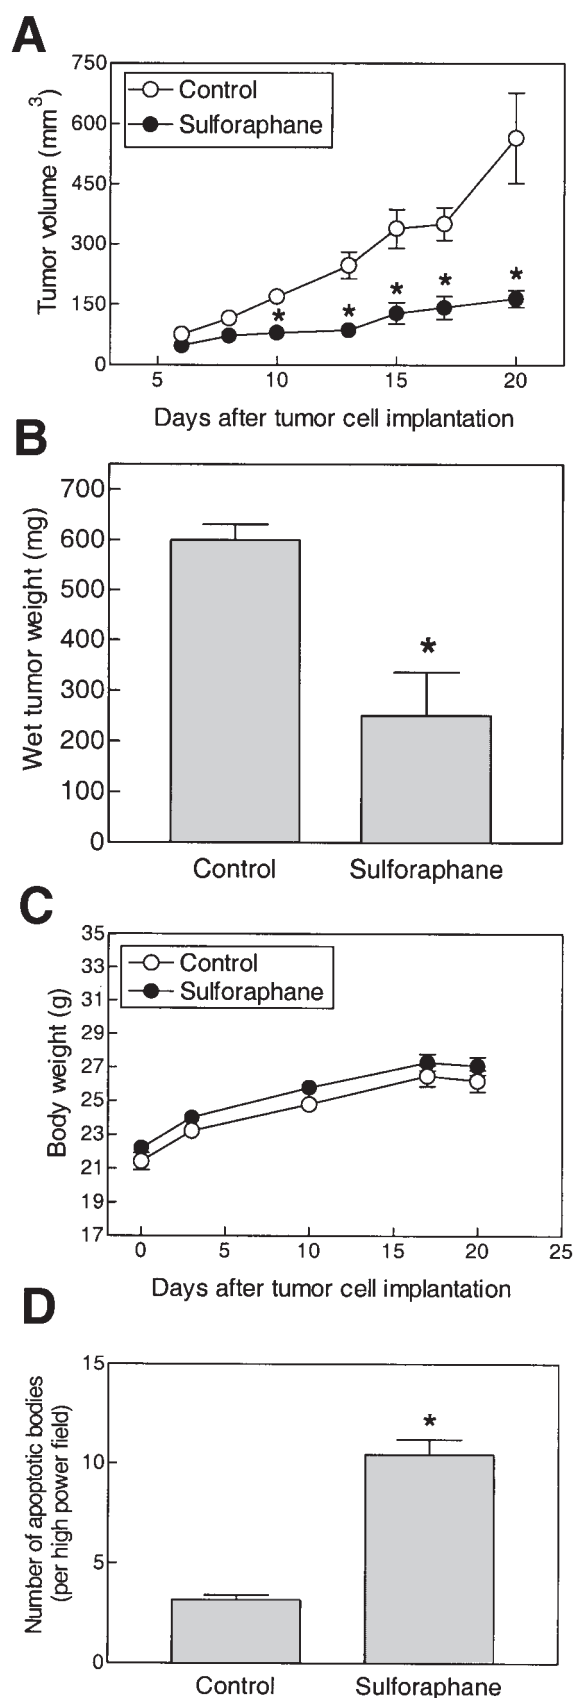 A
750
600
450
300
150
0
Tumor volume (mm³)
Control
Sulforaphane
*
*
*
*
*
5
10
15
20
Days after tumor cell implantation
B
700
600
500
400
300
200
100
0
Wet tumor weight (mg)
*
Control
Sulforaphane
C
35
33
31
29
27
25
23
21
19
17
Body weight (g)
Control
Sulforaphane
0
5
10
15
20
25
Days after tumor cell implantation
D
15
10
5
0
Number of apoptotic bodies
(per high power field)
*
Control
Sulforaphane